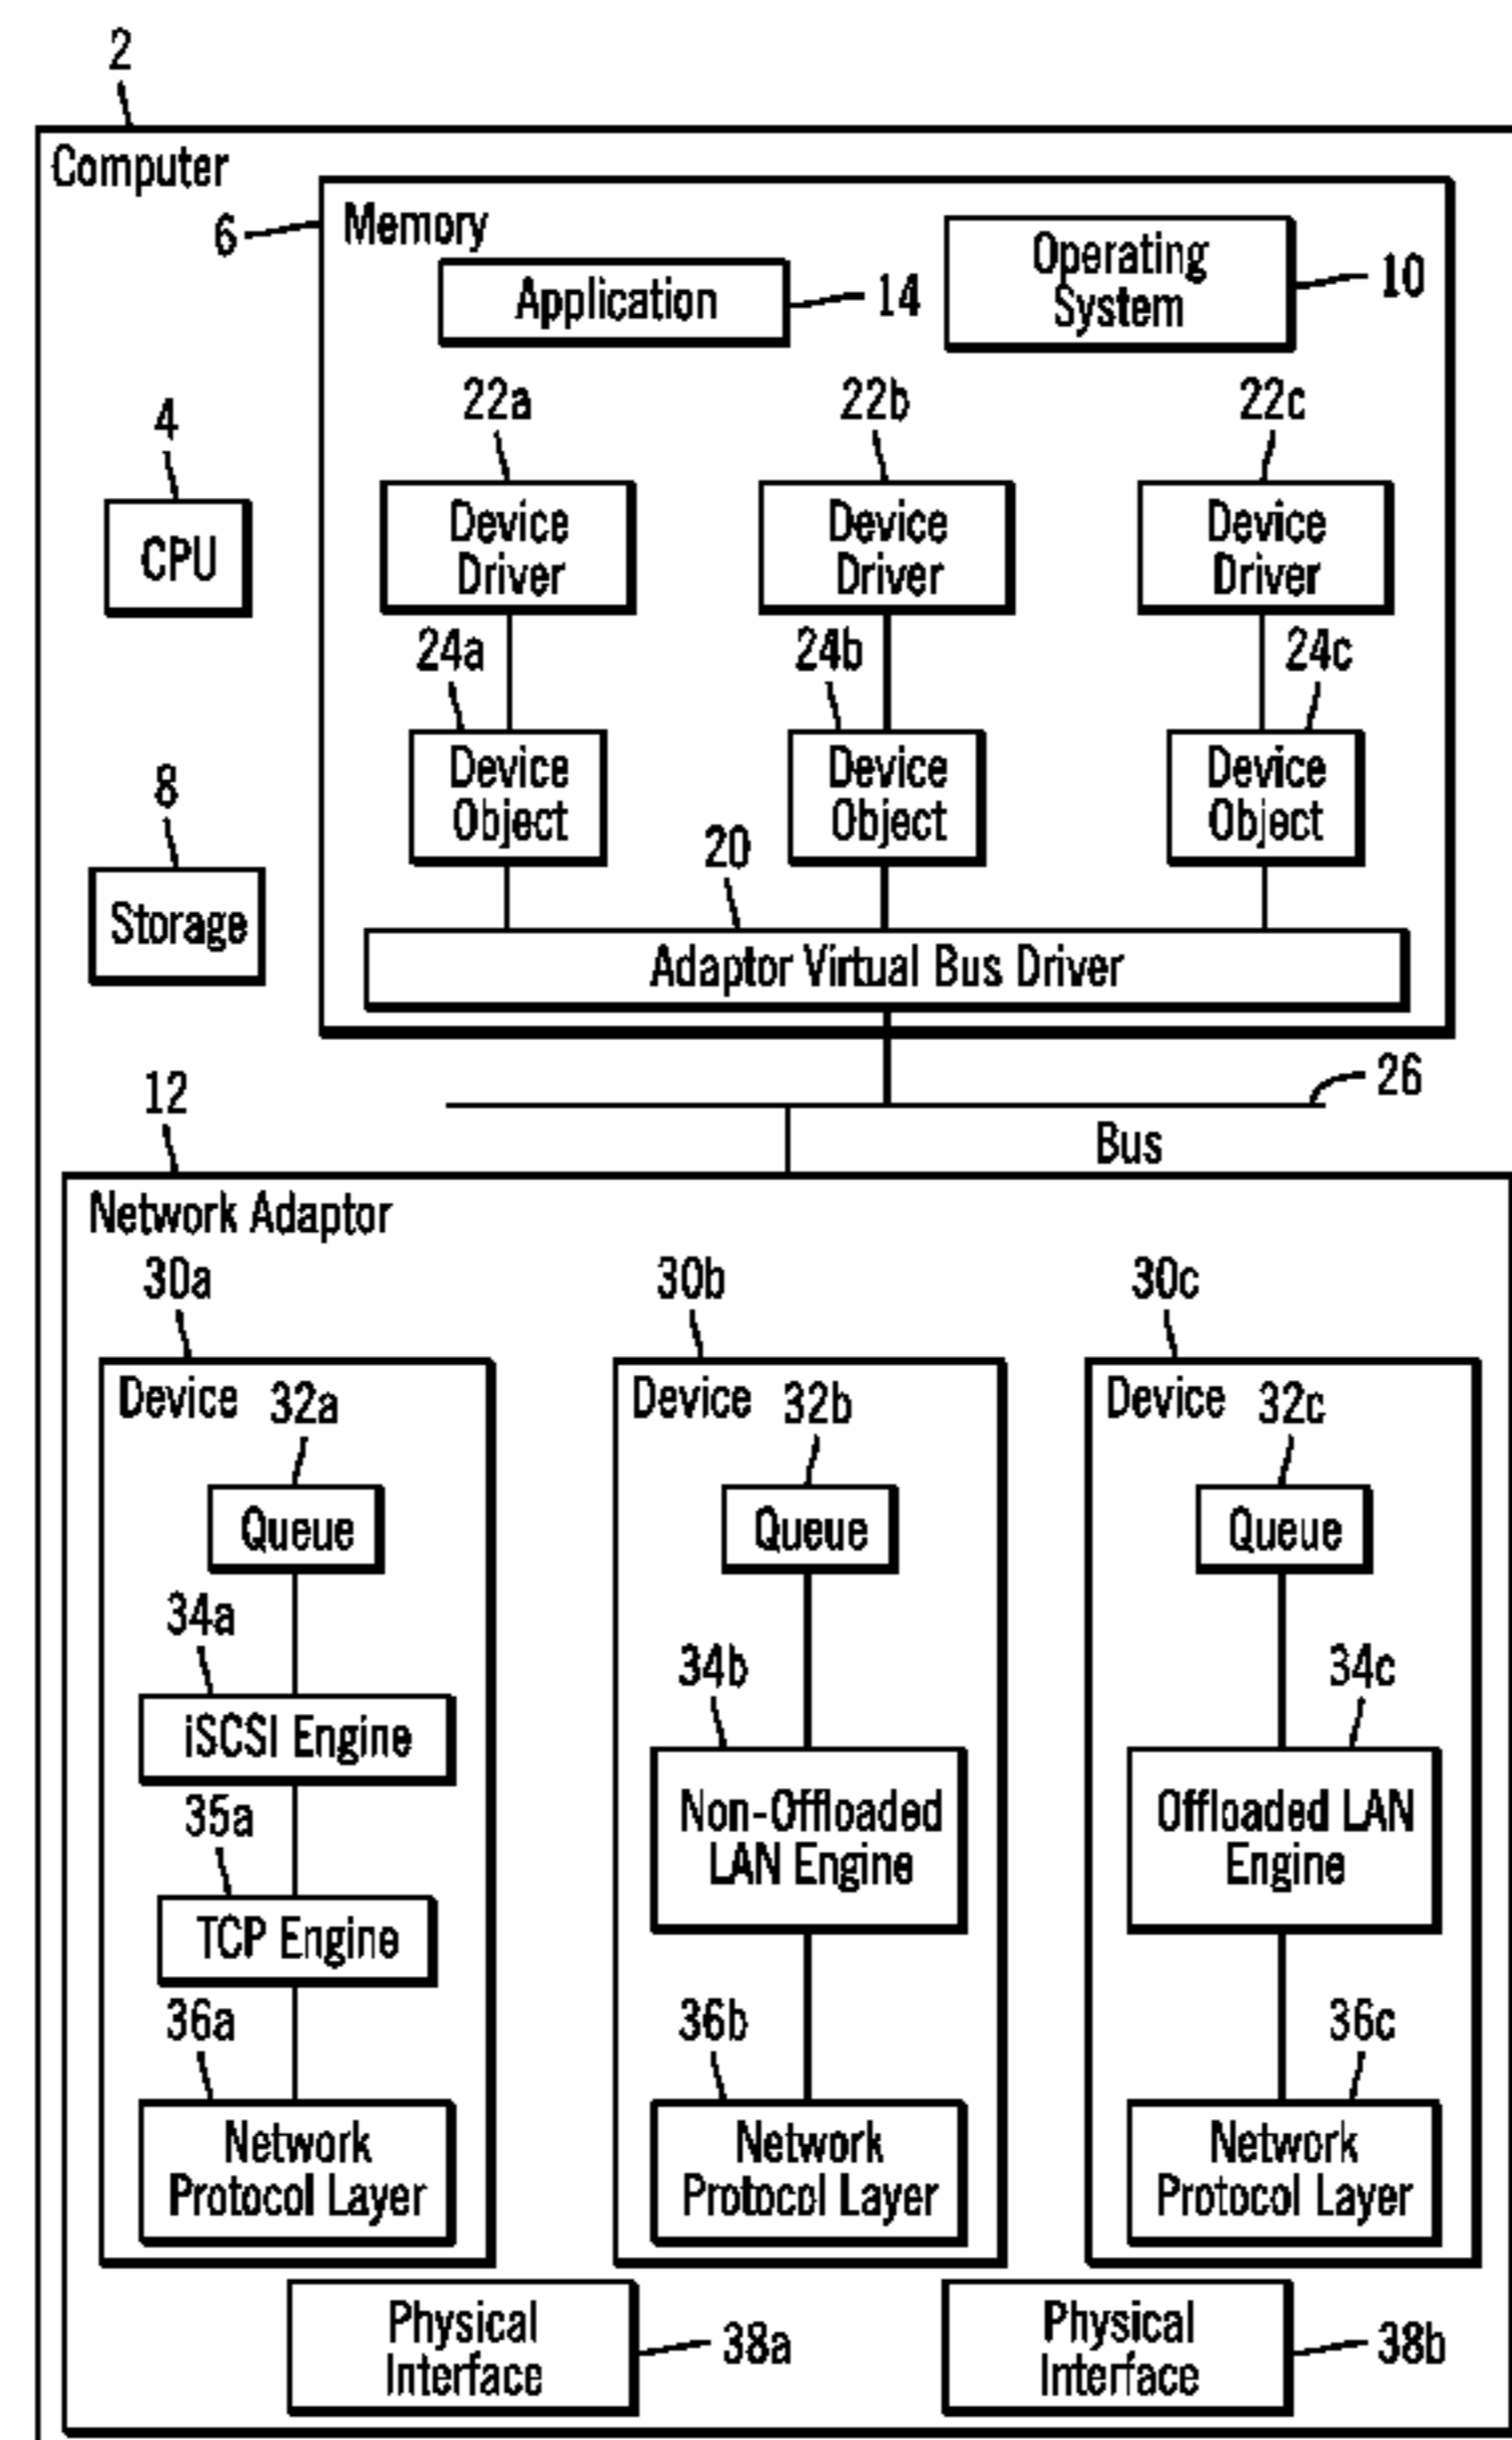 2
Computer
6
Memory
Operating
System
10
Application
14
22a
22b
22c
4
CPU
Device
Driver
Device
Driver
Device
Driver
24a
24b
24c
Device
Object
Device
Object
Device
Object
8
Storage
20
Adaptor Virtual Bus Driver
26
Bus
12
Network Adaptor
30a
30b
30c
Device
32a
Device
32b
Device
32c
Queue
Queue
Queue
34a
34b
34c
iSCSI Engine
Non-Offloaded
LAN Engine
Offloaded LAN
Engine
35a
TCP Engine
36a
36b
36c
Network
Protocol Layer
Network
Protocol Layer
Network
Protocol Layer
Physical
Interface
38a
Physical
Interface
38b